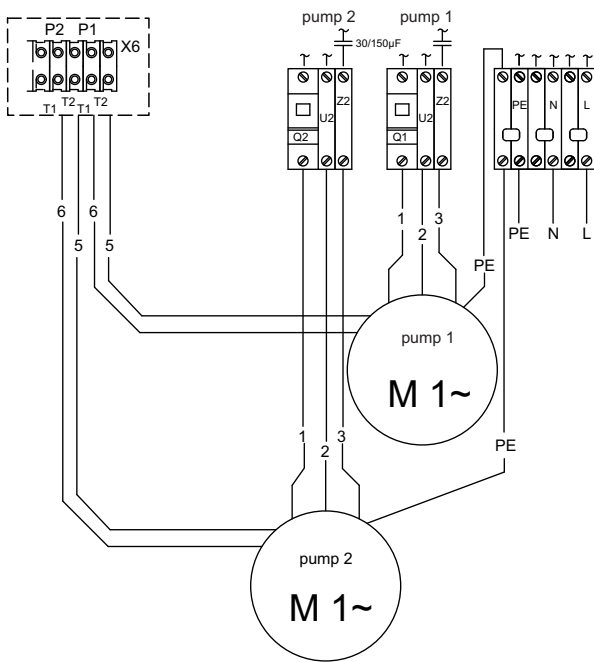 pump 2 pump 1
P2 P1
X6
30/150µF
T1 T2 T1 T2
Z2
U2
Q2
Z2
U2
Q1
PE N L
6 5 6 5
1 2 3
PE N L
PE
pump 1
M 1~
1 2 3
PE
pump 2
M 1~